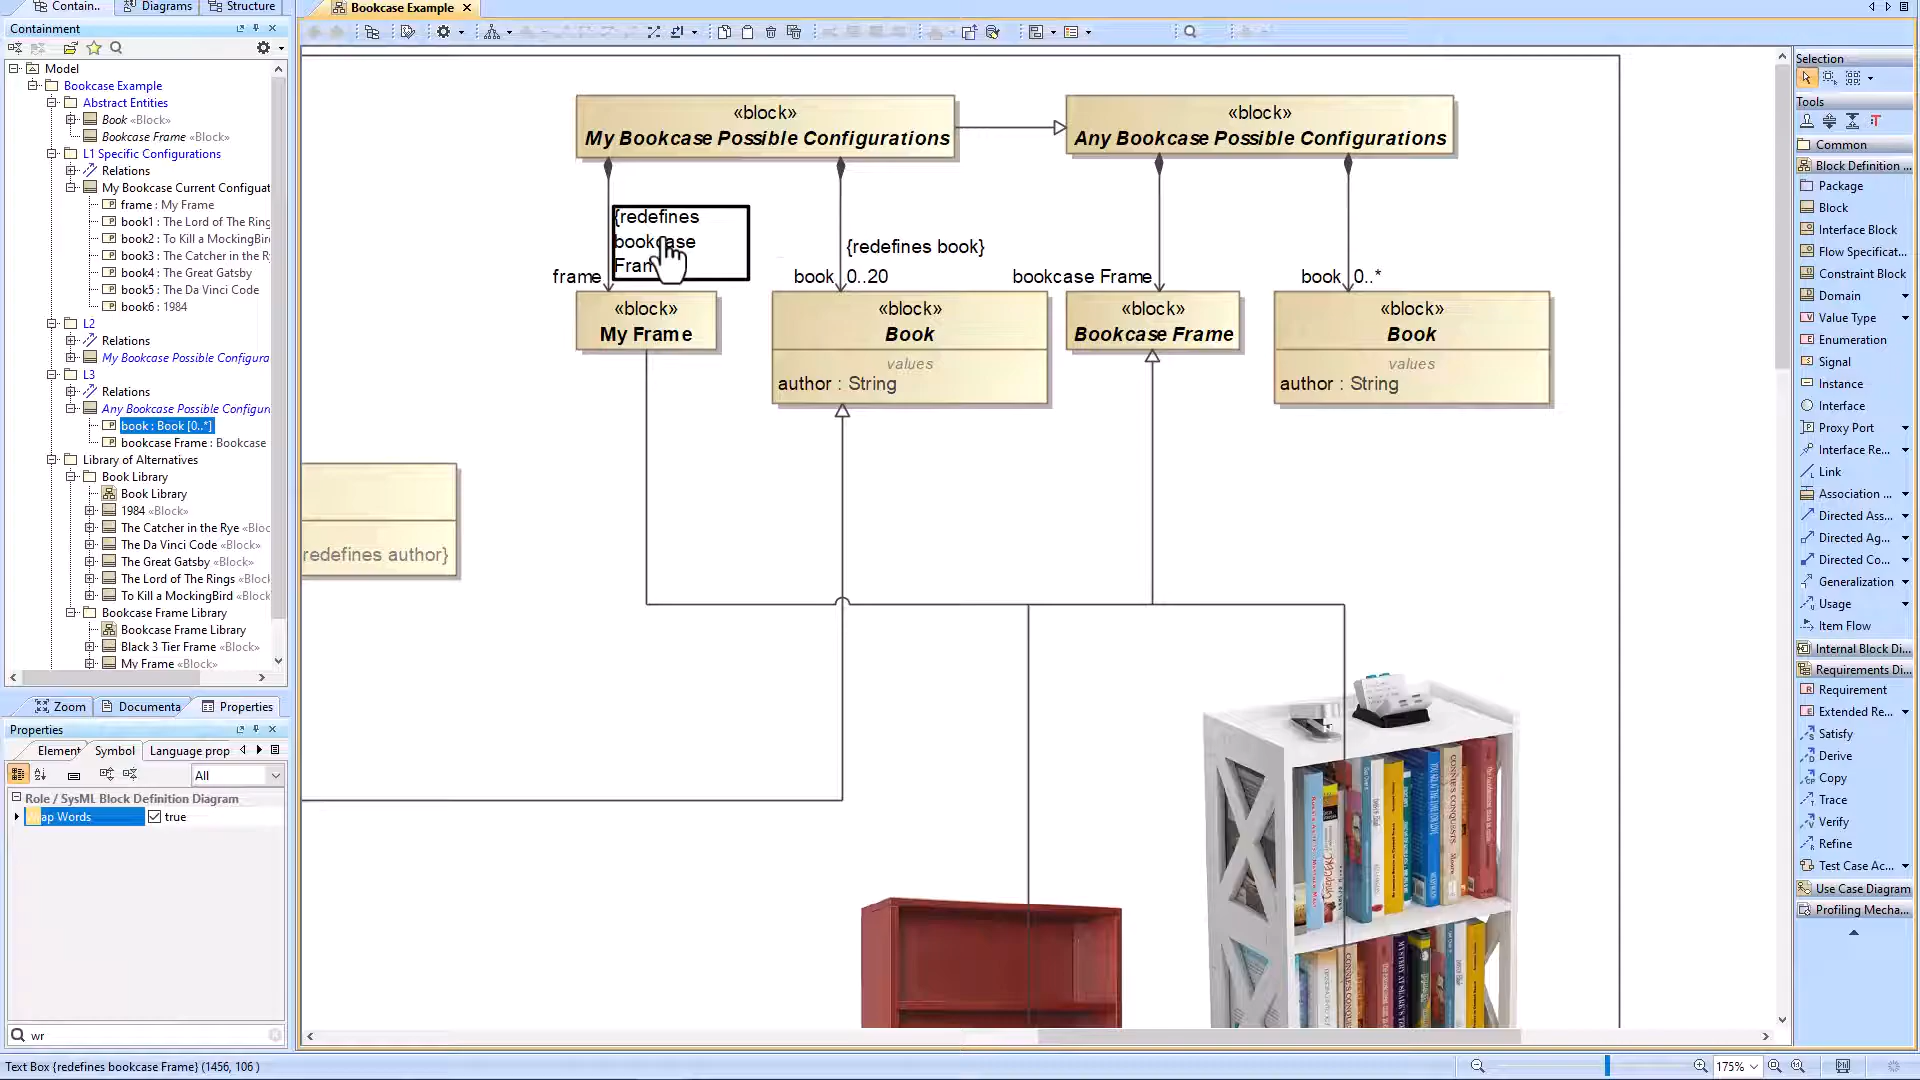 Contain..
Diagrams
Structure
Bookcase Example
Containment
Model
Bookcase Example
Abstract Entities
Book «Block»
Bookcase Frame «Block»
L1 Specific Configurations
Relations
My Bookcase Current Configuat
frame : My Frame
book1 : The Lord of The Ring
book2 : To Kill a MockingBir
book3 : The Catcher in the R
book4 : The Great Gatsby
book5 : The Da Vinci Code
book6 : 1984
L2
Relations
My Bookcase Possible Configura
L3
Relations
Any Bookcase Possible Configura
book : Book [0..*]
bookcase Frame : Bookcase
Library of Alternatives
Book Library
Book Library
1984 «Block»
The Catcher in the Rye «Bloc
The Da Vinci Code «Block»
The Great Gatsby «Block»
The Lord of The Rings «Block
To Kill a MockingBird «Block
Bookcase Frame Library
Bookcase Frame Library
Black 3 Tier Frame «Block»
My Frame «Block»
Zoom
Documenta
Properties
Properties
Element
Symbol
Language prop
All
Role / SysML Block Definition Diagram
ap Words
true
wr
Text Box {redefines bookcase Frame} (1456, 106 )
«block»
My Bookcase Possible Configurations
«block»
Any Bookcase Possible Configurations
{redefines
bookcase
Fram
frame
{redefines book}
book
0..20
bookcase Frame
book
0..*
«block»
My Frame
«block»
Book
values
author : String
«block»
Bookcase Frame
«block»
Book
values
author : String
redefines author}
Selection
Tools
Common
Block Definition ...
Package
Block
Interface Block
Flow Specificat...
Constraint Block
Domain
Value Type
Enumeration
Signal
Instance
Interface
Proxy Port
Interface Re...
Link
Association ...
Directed Ass...
Directed Ag...
Directed Co...
Generalization
Usage
Item Flow
Internal Block Di...
Requirements Di...
Requirement
Extended Re...
Satisfy
Derive
Copy
Trace
Verify
Refine
Test Case Ac...
Use Case Diagram
Profiling Mecha...
175%